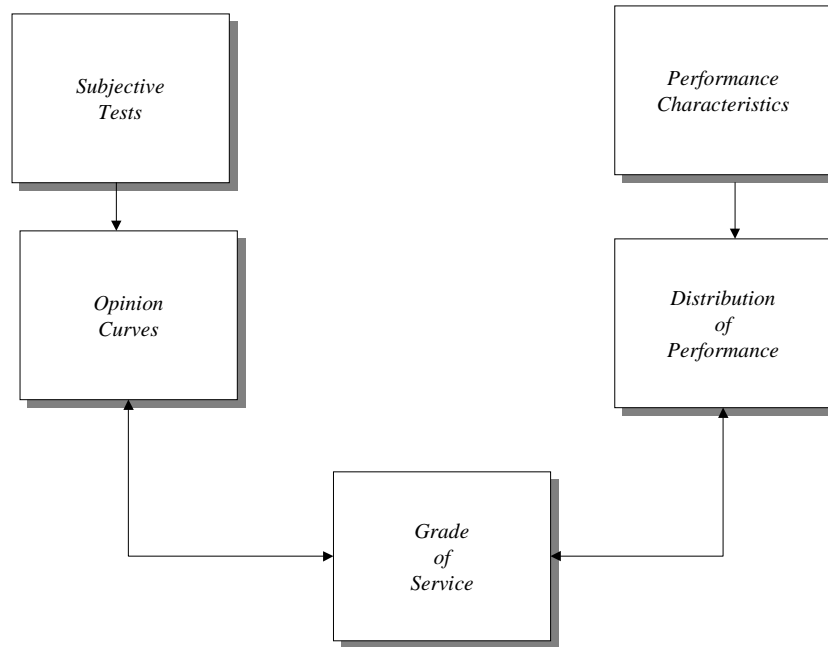 Subjective
Tests
Performance
Characteristics
Opinion
Curves
Distribution
of
Performance
Grade
of
Service